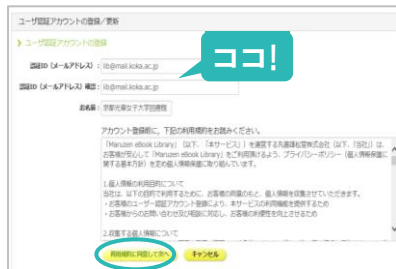 ユーザ認証アカウントの登録/更新
ユーザ認証アカウントの登録
認証ID(メールアドレス): lib@mail.koka.ac.jp
認証ID(メールアドレス) 確認: lib@mail.koka.ac.jp
お名前: 京都光華女子大学図書館
ココ!
アカウント登録前に、下記の利用規約をお読みください。
「Maruzen eBook Library」(以下、「本サービス」)を運営する丸善雄松堂株式会社(以下、「当社」)は、
お客様が安心して「Maruzen eBook Library」をご利用頂けるよう、プライバシーポリシー(個人情報保護に
関する基本方針)を定め個人情報保護に取り組んでいます。
1.個人情報の利用目的について
当社は、以下の目的で利用するために、お客様の同意のもと、個人情報を収集させていただきます。
・お客様のユーザー認証アカウント登録により、本サービスの利用機能を提供するため
・お客様からのお問い合わせ及び相談に対応し、お客様の利便性を向上させるため
2.収集する個人情報について
利用規約に同意して次へ
キャンセル